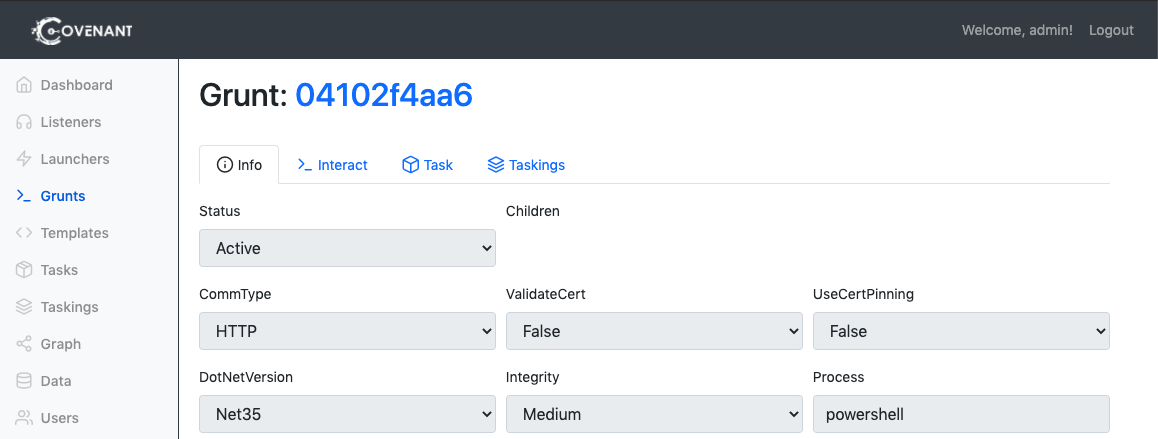 COVENANT
Welcome, admin! Logout
Dashboard
Listeners
Launchers
Grunts
Templates
Tasks
Taskings
Graph
Data
Users
Grunt: 04102f4aa6
Info Interact Task Taskings
Status Children
Active
CommType ValidateCert UseCertPinning
HTTP False False
DotNetVersion Integrity Process
Net35 Medium powershell